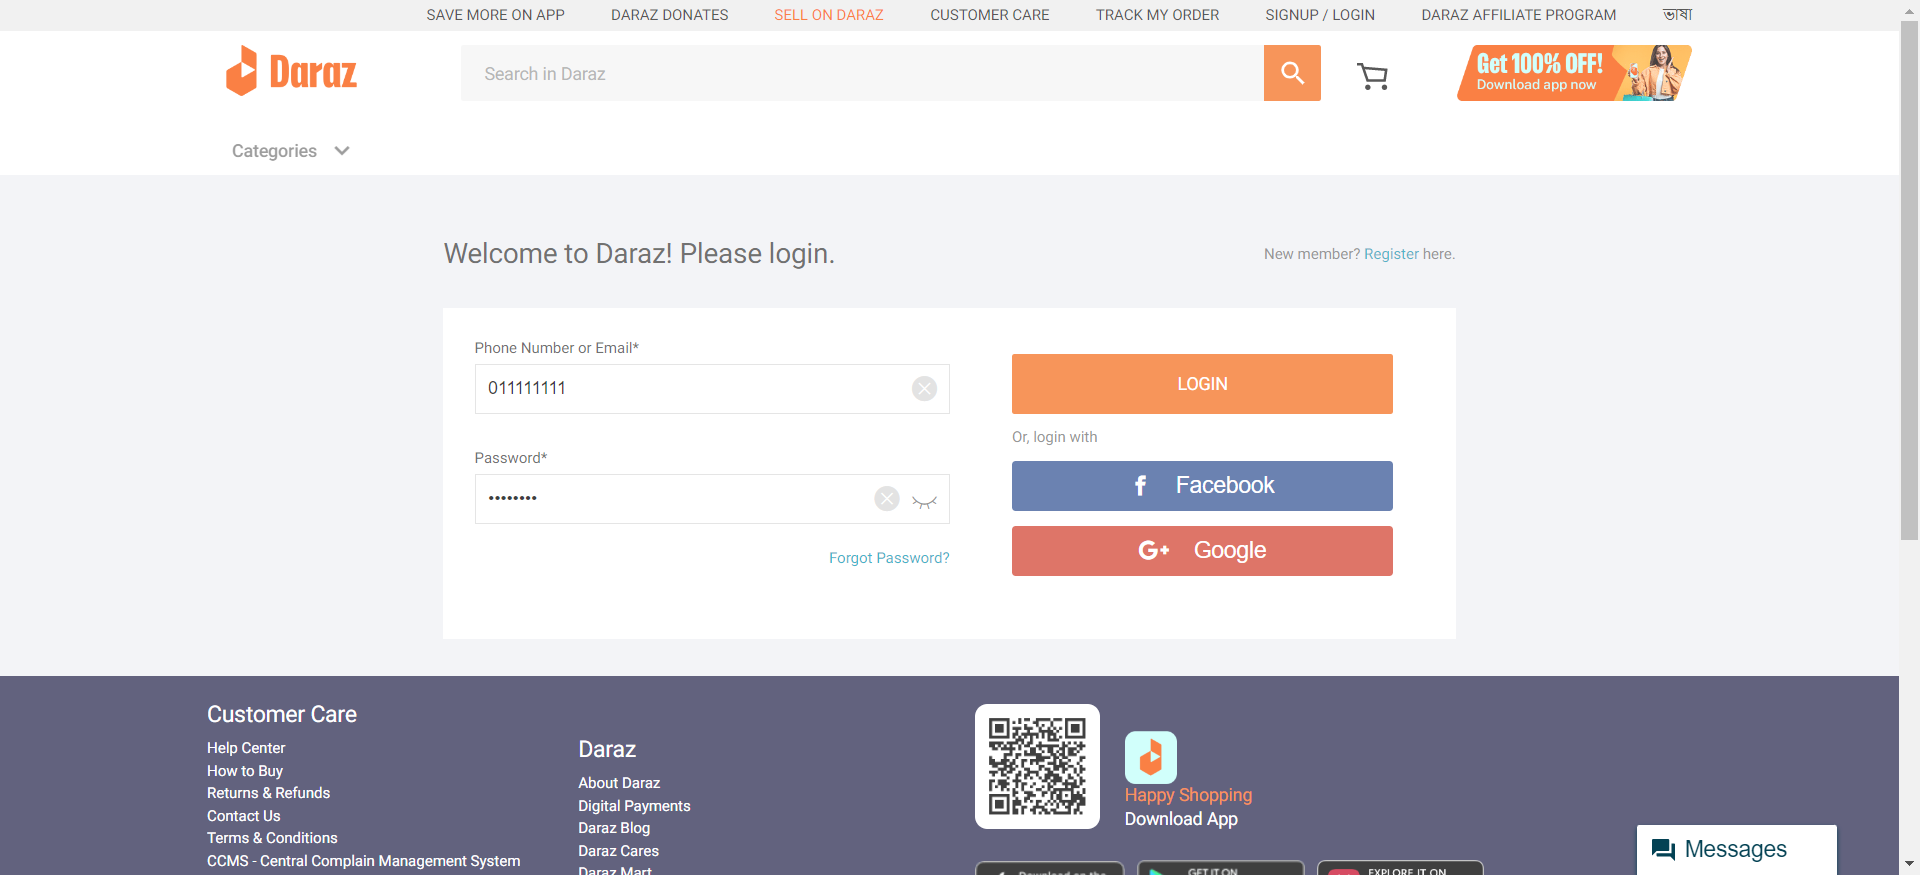 SAVE MORE ON APP DARAZ DONATES SELL ON DARAZ CUSTOMER CARE TRACK MY ORDER SIGNUP / LOGIN DARAZ AFFILIATE PROGRAM ভাষা
Daraz
Search in Daraz
Get 100% OFF!
Download app now
Categories
Welcome to Daraz! Please login.
New member? Register here.
Phone Number or Email*
011111111
Password*
••••••••
Forgot Password?
LOGIN
Or, login with
f Facebook
G+ Google
Customer Care
Help Center
How to Buy
Returns & Refunds
Contact Us
Terms & Conditions
CCMS - Central Complain Management System
Daraz
About Daraz
Digital Payments
Daraz Blog
Daraz Cares
Daraz Mart
Happy Shopping
Download App
Download on the
GET IT ON
EXPLORE IT ON
Messages